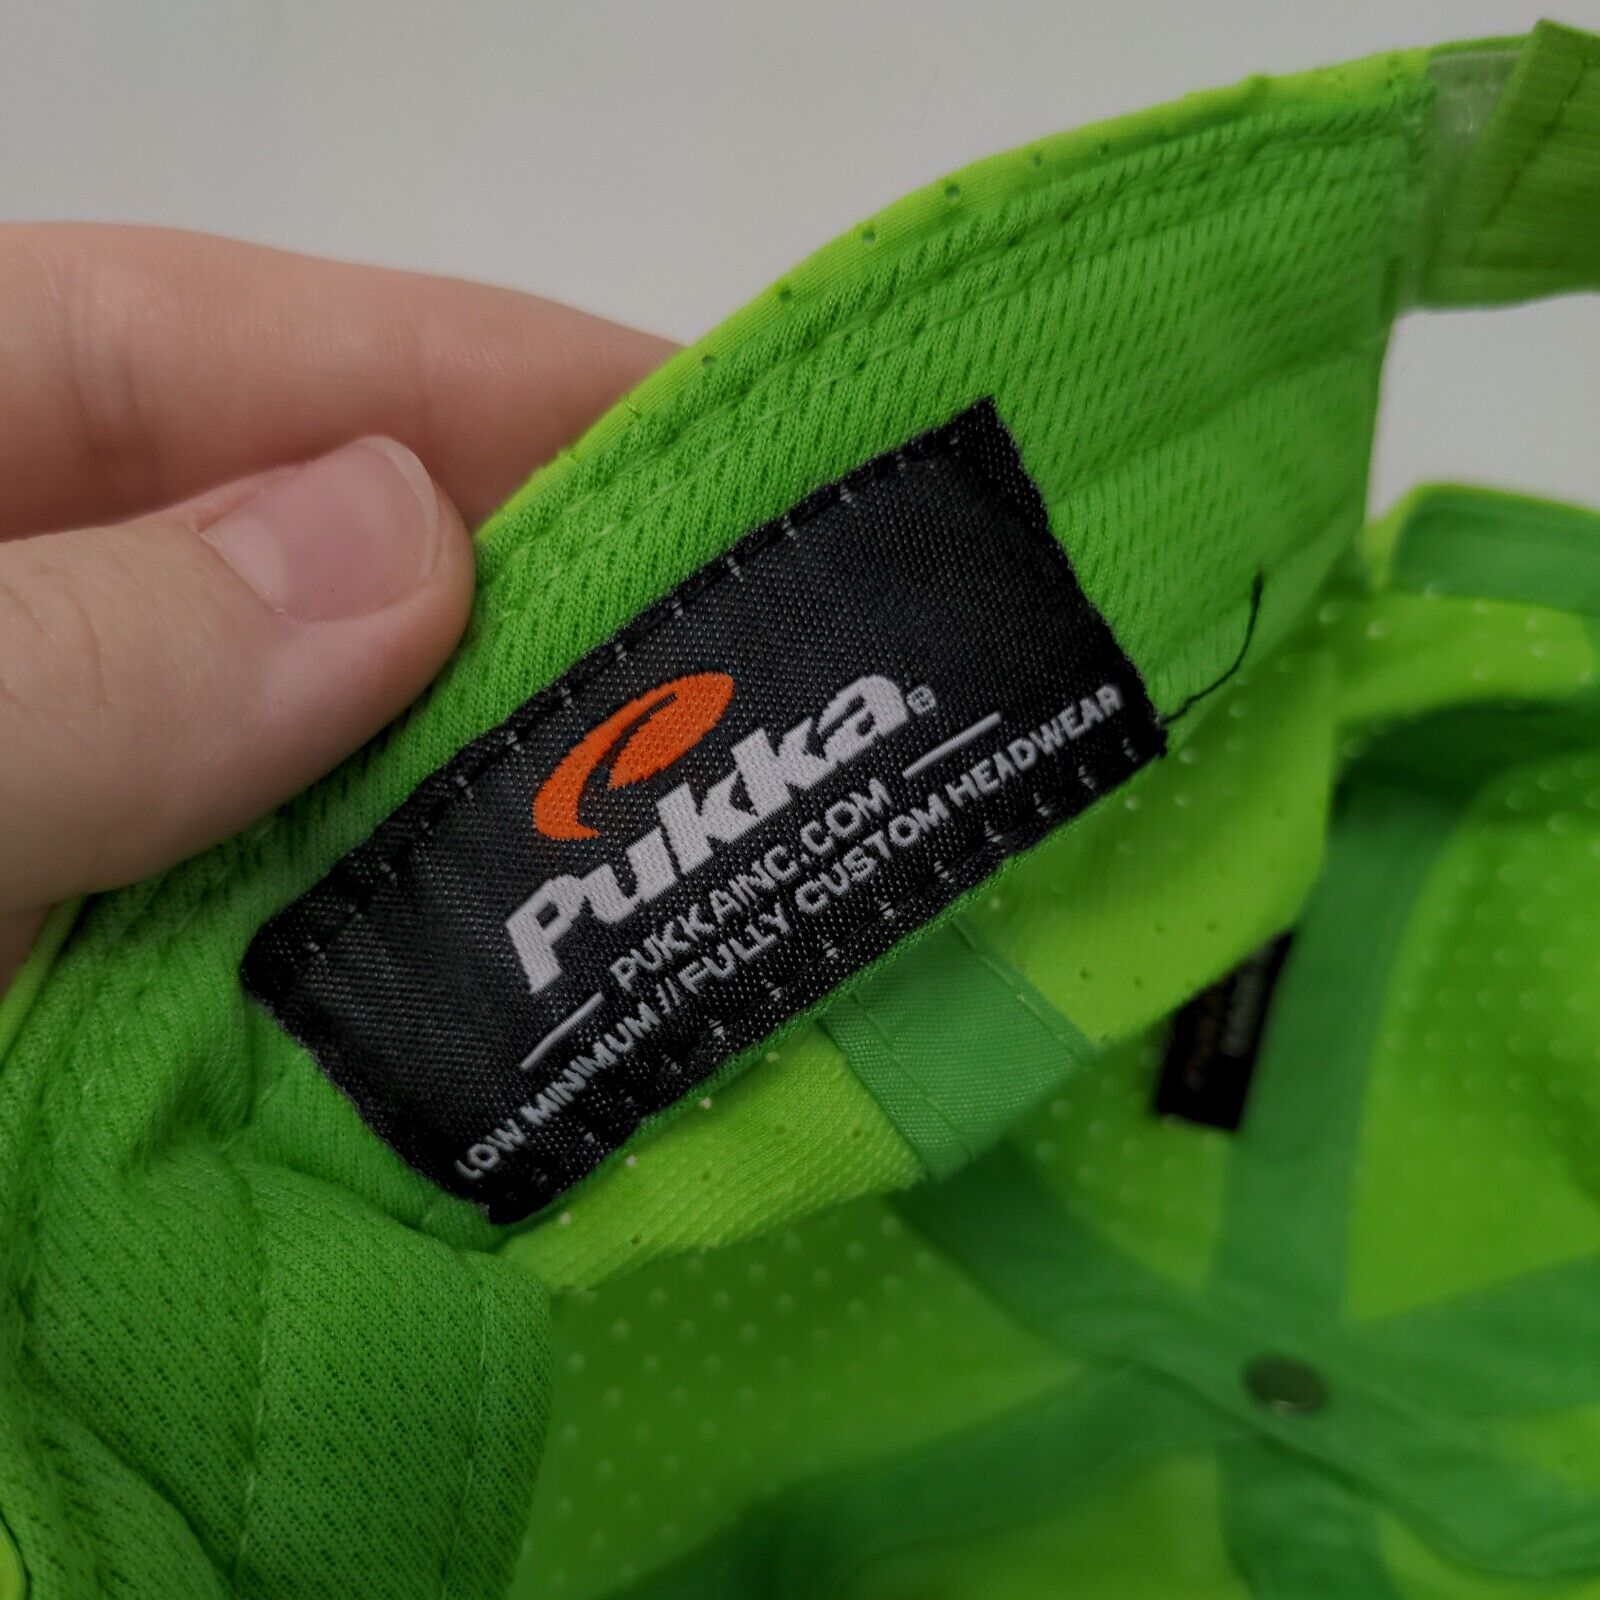 Pukka®
PUKKAINC.COM
LOW MINIMUM // FULLY CUSTOM HEADWEAR